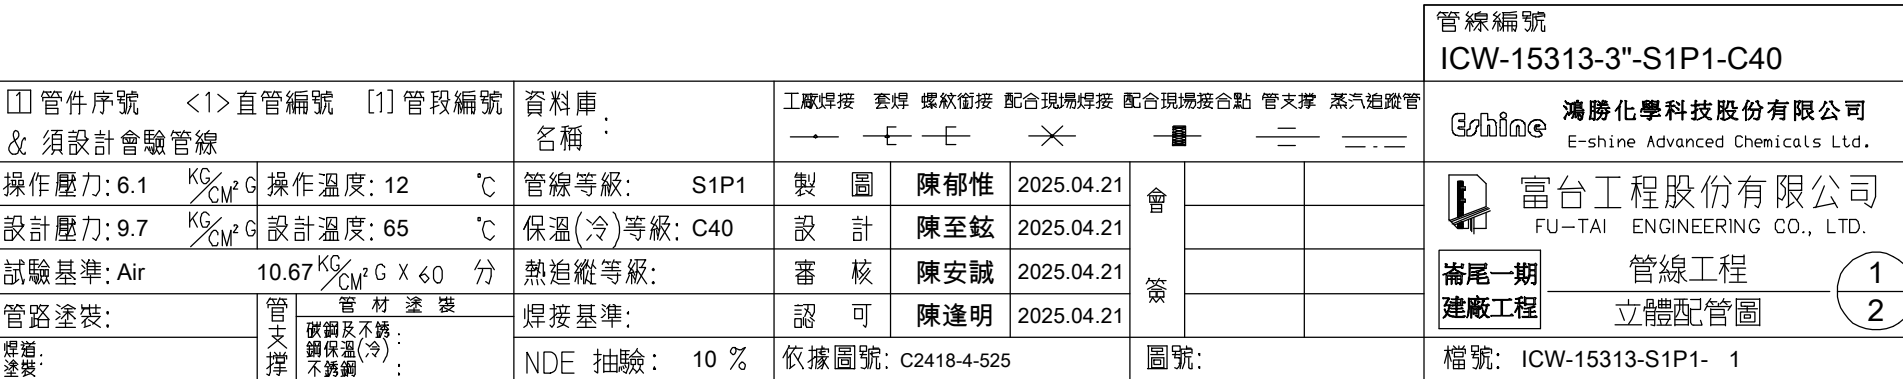 管線編號
ICW-15313-3"-S1P1-C40
1 管件序號 <1>直管編號 [1] 管段編號
& 須設計會驗管線
資料庫
名稱 :
工廠焊接 套焊 螺紋銜接 配合現場焊接 配合現場接合點 管支撐 蒸汽追蹤管
Eshine 鴻勝化學科技股份有限公司
E-shine Advanced Chemicals Ltd.
操作壓力: 6.1 KG/CM² G 操作溫度: 12 °C 管線等級: S1P1 製 圖 陳郁惟 2025.04.21
設計壓力: 9.7 KG/CM² G 設計溫度: 65 °C 保溫(冷)等級: C40 設 計 陳至鉉 2025.04.21
試驗基準: Air 10.67 KG/CM² G X 60 分 熱追縱等級: 審 核 陳安誠 2025.04.21
管路塗裝: 管支撐 管材塗裝 焊接基準: 認 可 陳逢明 2025.04.21
會簽
富台工程股份有限公司
FU-TAI ENGINEERING CO., LTD.
崙尾一期
建廠工程
管線工程
立體配管圖
1
2
焊道:
塗裝:
碳鋼及不銹:
鋼保溫(冷)
不銹鋼 :
NDE 抽驗: 10 % 依據圖號: C2418-4-525 圖號: 檔號: ICW-15313-S1P1- 1